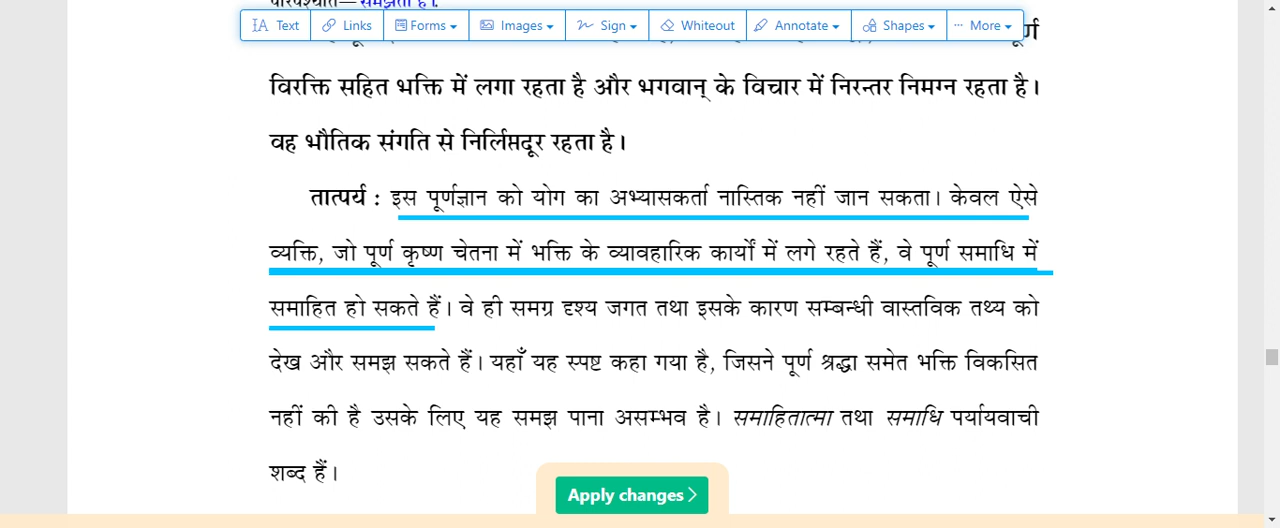 परिपश्यति—समझता है।
Text Links Forms Images Sign Whiteout Annotate Shapes More
विरक्ति सहित भक्ति में लगा रहता है और भगवान् के विचार में निरन्तर निमग्न रहता है।
वह भौतिक संगति से निर्लिप्तदूर रहता है।
तात्पर्य : इस पूर्णज्ञान को योग का अभ्यासकर्ता नास्तिक नहीं जान सकता। केवल ऐसे
व्यक्ति, जो पूर्ण कृष्ण चेतना में भक्ति के व्यावहारिक कार्यों में लगे रहते हैं, वे पूर्ण समाधि में
समाहित हो सकते हैं। वे ही समग्र दृश्य जगत तथा इसके कारण सम्बन्धी वास्तविक तथ्य को
देख और समझ सकते हैं। यहाँ यह स्पष्ट कहा गया है, जिसने पूर्ण श्रद्धा समेत भक्ति विकसित
नहीं की है उसके लिए यह समझ पाना असम्भव है। समाहितात्मा तथा समाधि पर्यायवाची
शब्द हैं।
Apply changes